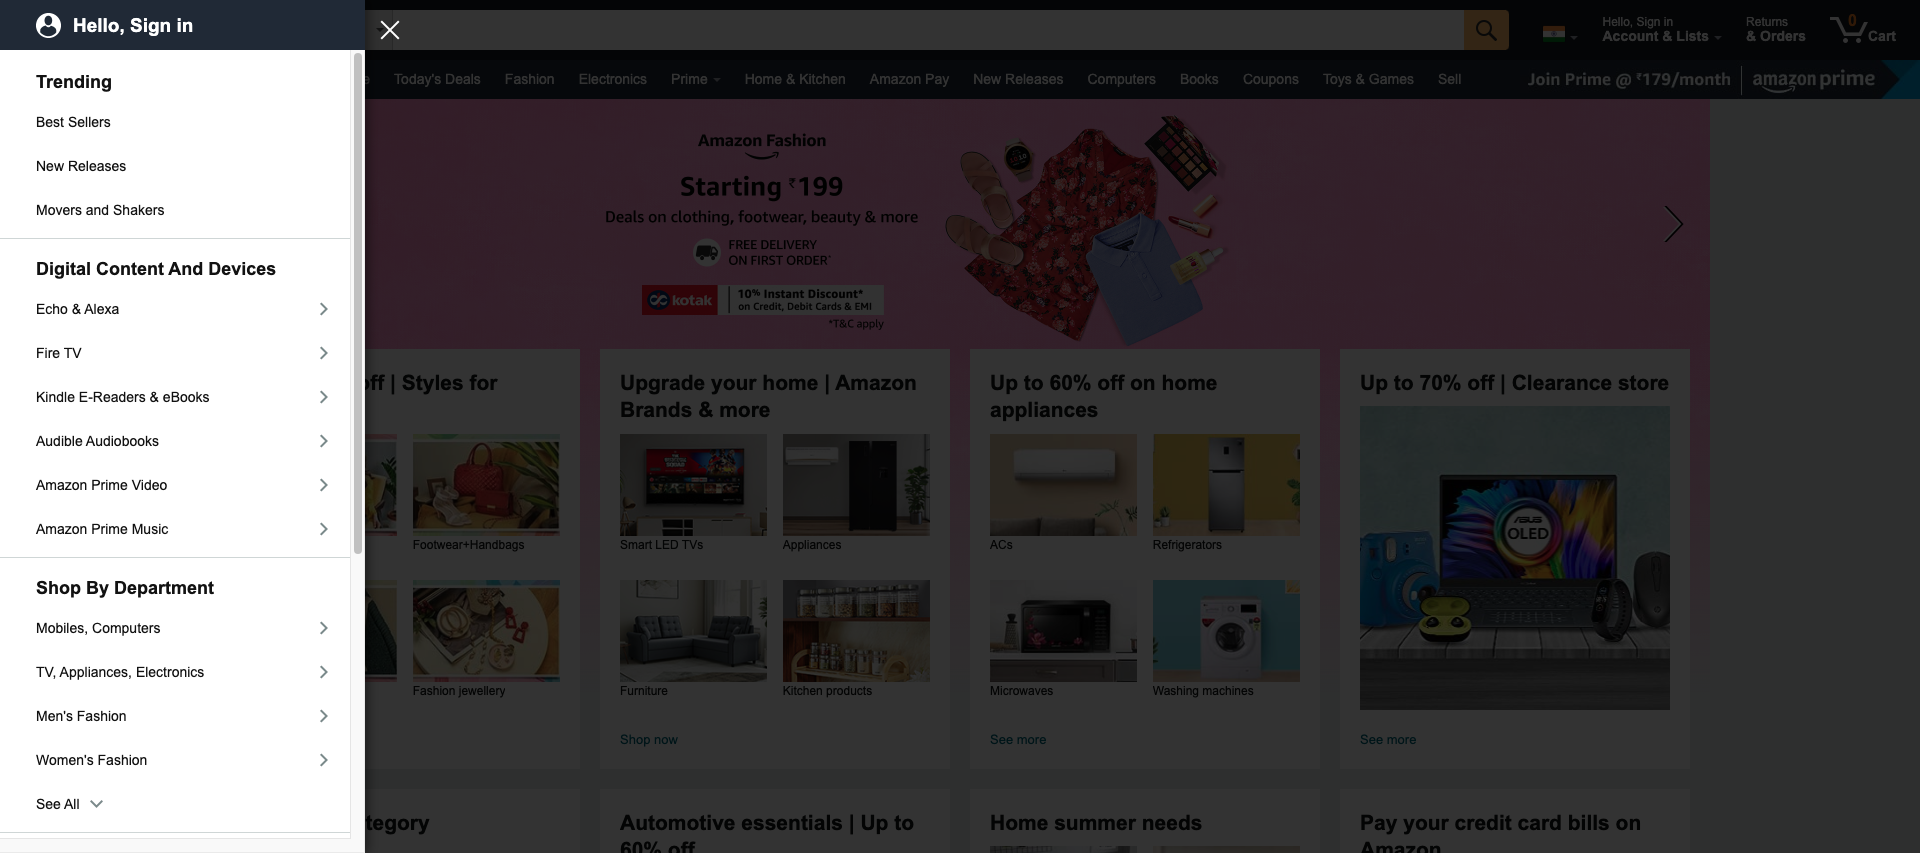 Hello, Sign in
Trending
Best Sellers
New Releases
Movers and Shakers
Digital Content And Devices
Echo & Alexa
Fire TV
Kindle E-Readers & eBooks
Audible Audiobooks
Amazon Prime Video
Amazon Prime Music
Shop By Department
Mobiles, Computers
TV, Appliances, Electronics
Men's Fashion
Women's Fashion
See All
Hello, Sign in
Account & Lists
Returns
& Orders
0
Cart
Today's Deals
Fashion
Electronics
Prime
Home & Kitchen
Amazon Pay
New Releases
Computers
Books
Coupons
Toys & Games
Sell
Join Prime @ ₹179/month
amazon prime
Amazon Fashion
Starting ₹199
Deals on clothing, footwear, beauty & more
FREE DELIVERY
ON FIRST ORDER*
kotak
10% Instant Discount*
on Credit, Debit Cards & EMI
*T&C apply
off | Styles for
Footwear+Handbags
Fashion jewellery
Upgrade your home | Amazon
Brands & more
Smart LED TVs
Appliances
Furniture
Kitchen products
Shop now
Up to 60% off on home
appliances
ACs
Refrigerators
Microwaves
Washing machines
See more
Up to 70% off | Clearance store
ASUS
OLED
See more
tegory
Automotive essentials | Up to
60% off
Home summer needs
Pay your credit card bills on
Amazon